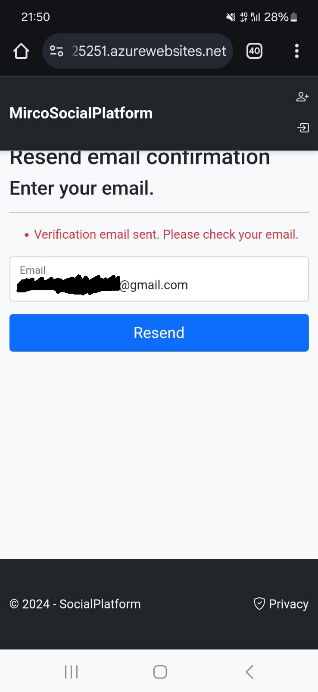 21:50
4G
28%
25251.azurewebsites.net
40
MircoSocialPlatform
Resend email confirmation
Enter your email.
Verification email sent. Please check your email.
Email
@gmail.com
Resend
© 2024 - SocialPlatform
Privacy